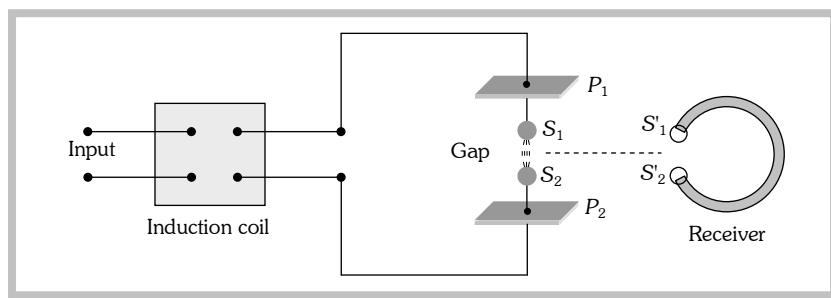 Input
Induction coil
Gap
P1
S1
S2
P2
S'1
S'2
Receiver